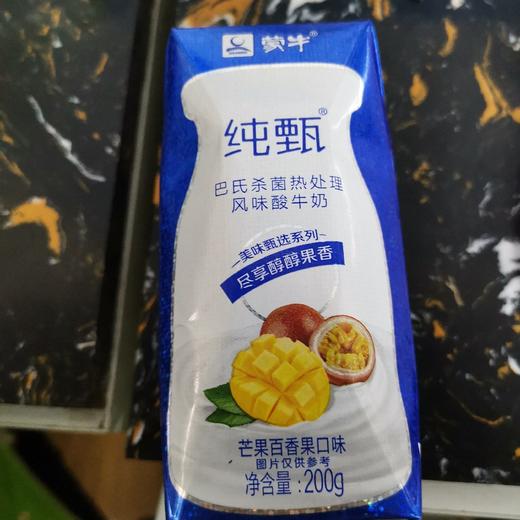 蒙牛®
纯甄®
巴氏杀菌热处理
风味酸牛奶
美味甄选系列
尽享醇醇果香
芒果百香果口味
图片仅供参考
净含量:200g